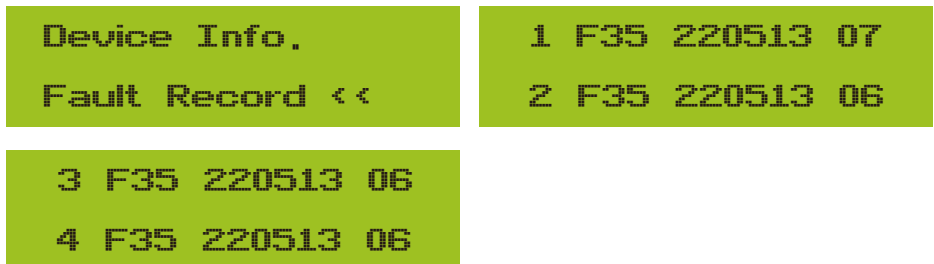 Device Info.
Fault Record <<
1 F35 220513 07
2 F35 220513 06
3 F35 220513 06
4 F35 220513 06